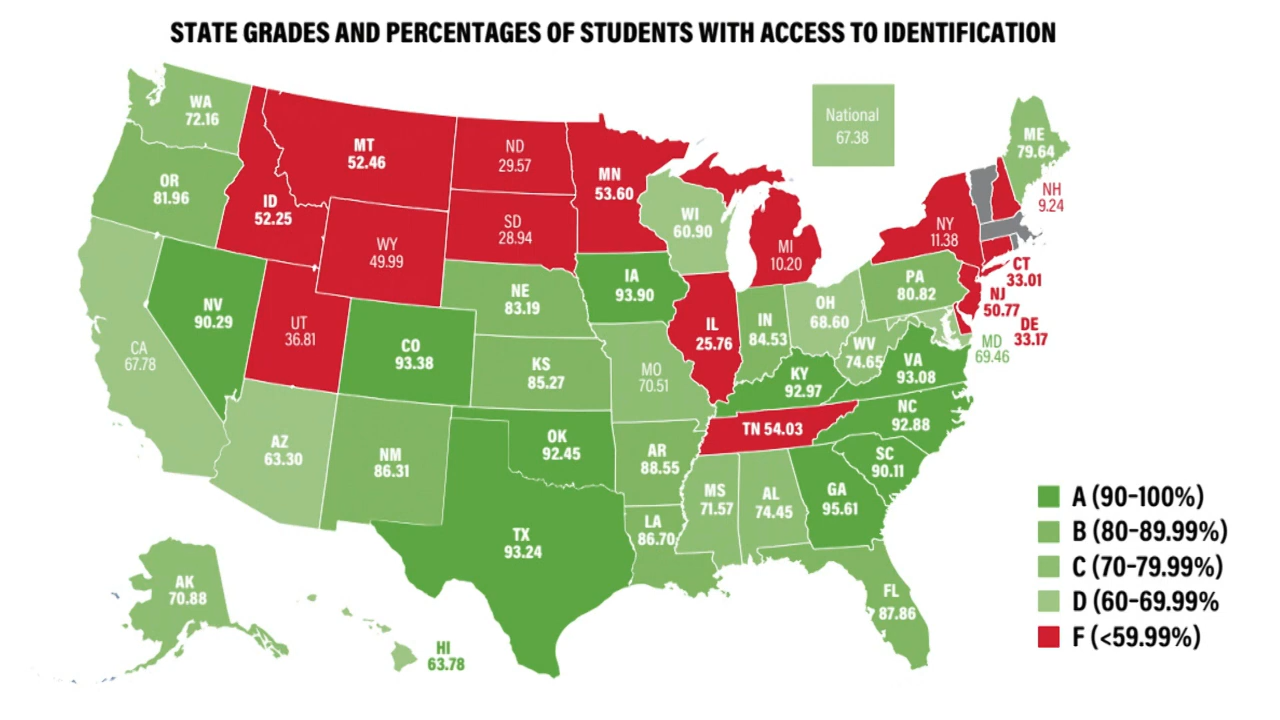 STATE GRADES AND PERCENTAGES OF STUDENTS WITH ACCESS TO IDENTIFICATION
WA
72.16
OR
81.96
CA
67.78
NV
90.29
ID
52.25
MT
52.46
WY
49.99
UT
36.81
CO
93.38
AZ
63.30
NM
86.31
ND
29.57
SD
28.94
NE
83.19
KS
85.27
OK
92.45
TX
93.24
MN
53.60
IA
93.90
MO
70.51
AR
88.55
LA
86.70
WI
60.90
IL
25.76
MI
10.20
IN
84.53
OH
68.60
KY
92.97
TN 54.03
MS
71.57
AL
74.45
GA
95.61
FL
87.86
SC
90.11
NC
92.88
VA
93.08
WV
74.65
PA
80.82
NY
11.38
ME
79.64
NH
9.24
CT
33.01
NJ
50.77
DE
33.17
MD
69.46
AK
70.88
HI
63.78
National
67.38
A (90-100%)
B (80-89.99%)
C (70-79.99%)
D (60-69.99%
F (<59.99%)